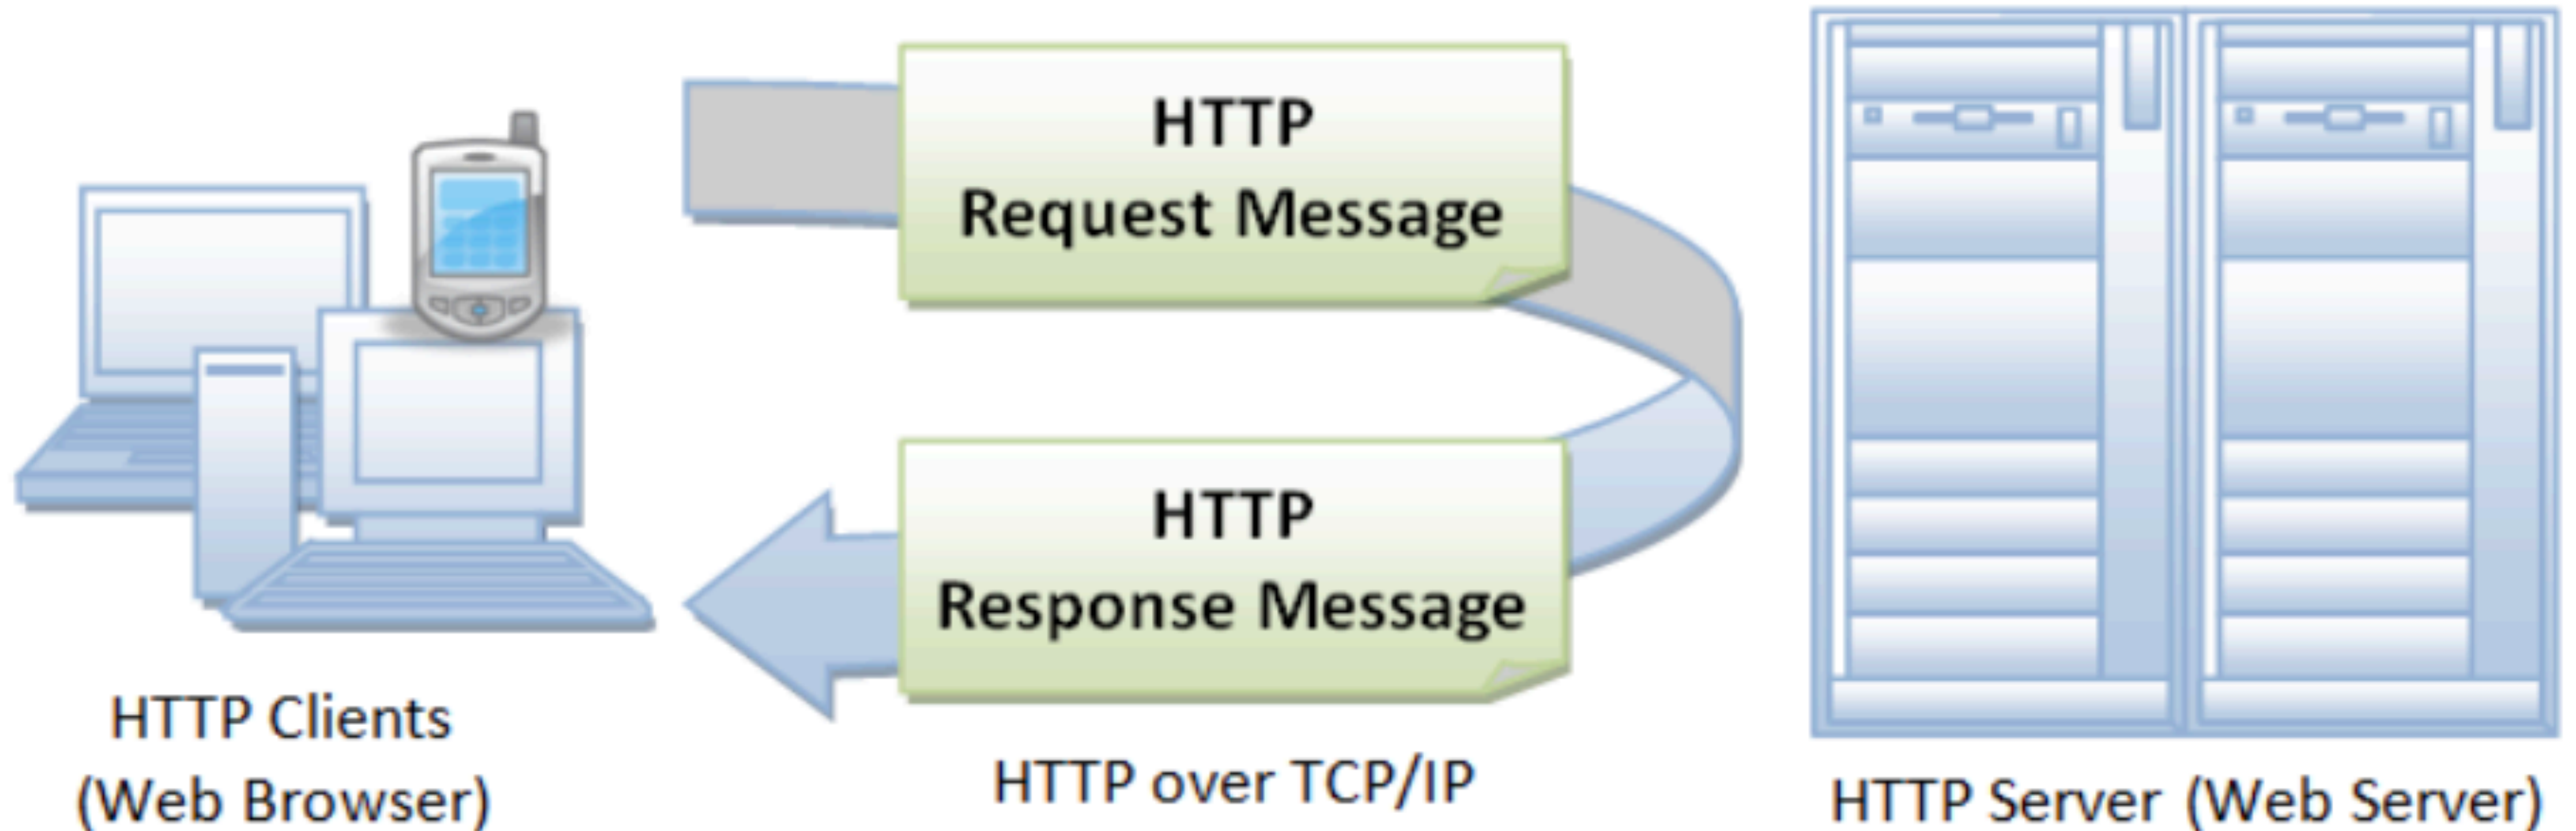 HTTP
Request Message
HTTP
Response Message
HTTP Clients
(Web Browser)
HTTP over TCP/IP
HTTP Server (Web Server)